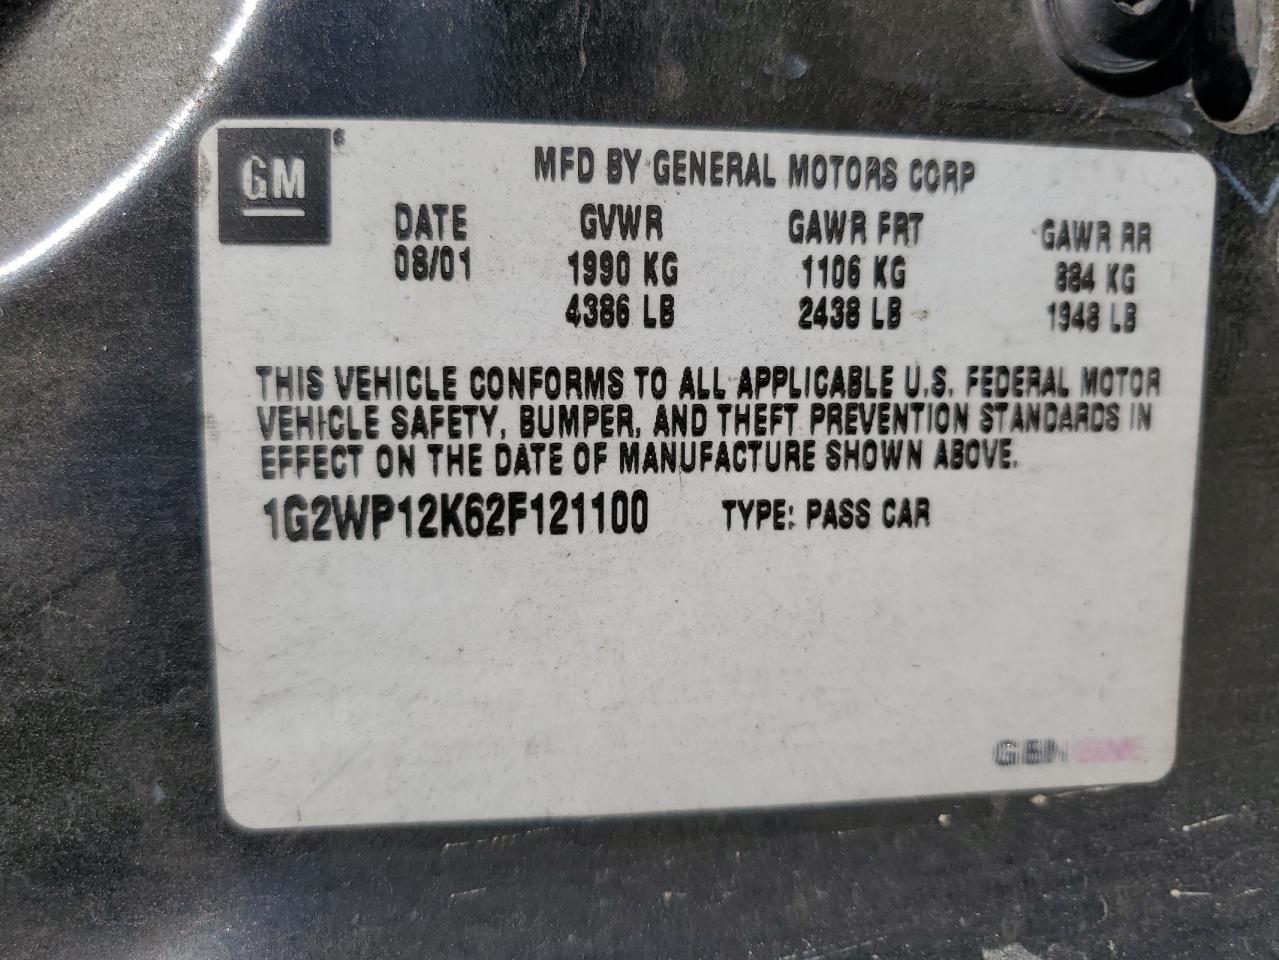 GM
MFD BY GENERAL MOTORS CORP
DATE GVWR GAWR FRT GAWR RR
08/01 1990 KG 1106 KG 884 KG
4386 LB 2438 LB 1948 LB
THIS VEHICLE CONFORMS TO ALL APPLICABLE U.S. FEDERAL MOTOR
VEHICLE SAFETY, BUMPER, AND THEFT PREVENTION STANDARDS IN
EFFECT ON THE DATE OF MANUFACTURE SHOWN ABOVE.
1G2WP12K62F121100 TYPE: PASS CAR